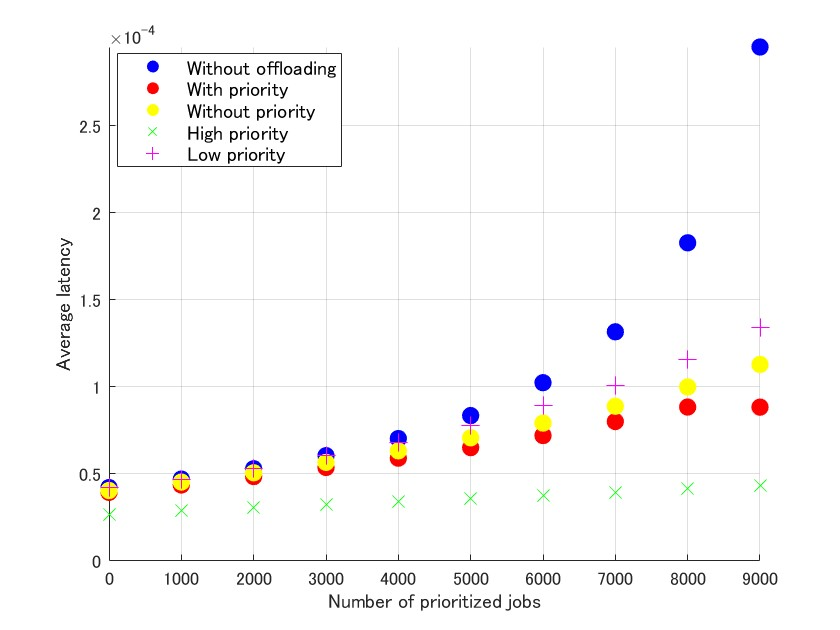 ×10⁻⁴
Without offloading
With priority
Without priority
High priority
Low priority
2.5
2
1.5
1
0.5
0
Average latency
0 1000 2000 3000 4000 5000 6000 7000 8000 9000
Number of prioritized jobs